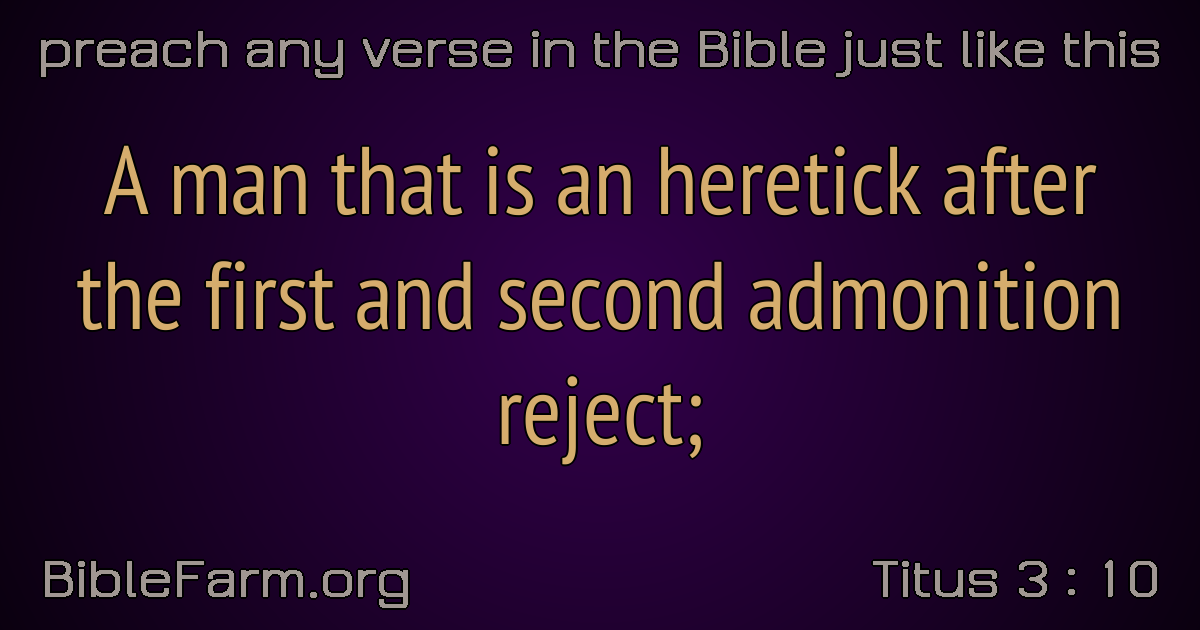 preach any verse in the Bible just like this
A man that is an heretick after
the first and second admonition
reject;
BibleFarm.org
Titus 3 : 10